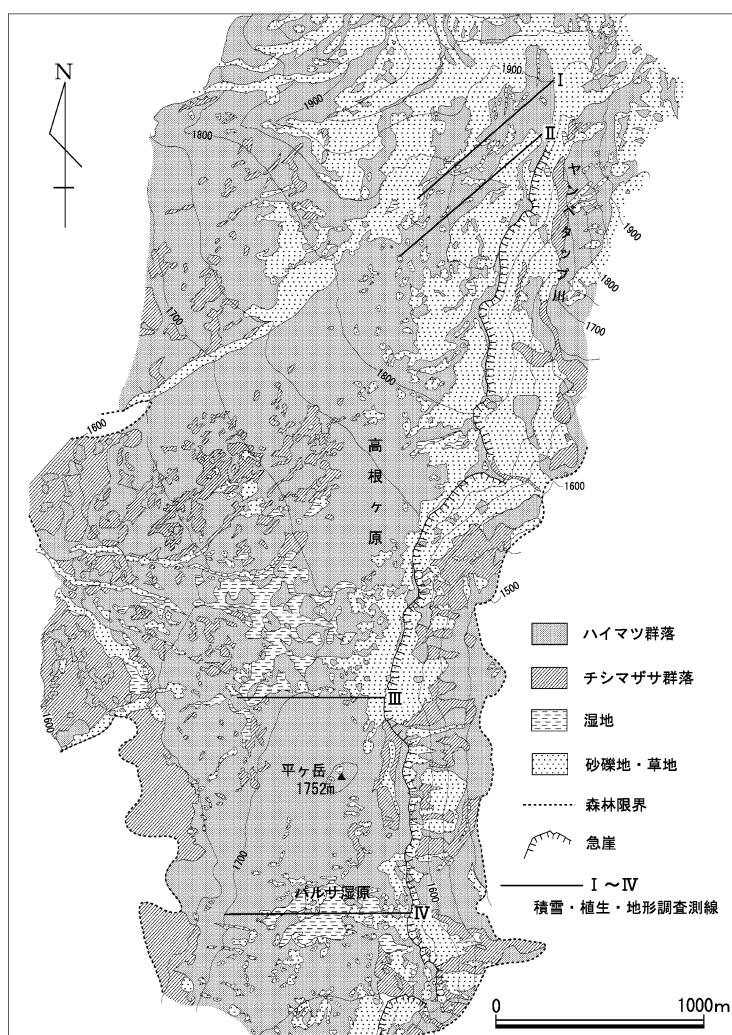 N
1900
I
1900
1800
II
ヤンベタップ川
1900
1800
1700
1700
1800
1600
高根ヶ原
1600
1500
ハイマツ群落
チシマザサ群落
III
湿地
1600
平ヶ岳
1752m
砂礫地・草地
森林限界
急崖
1700
パルサ湿原
1600
I～IV
積雪・植生・地形調査測線
IV
0 1000m